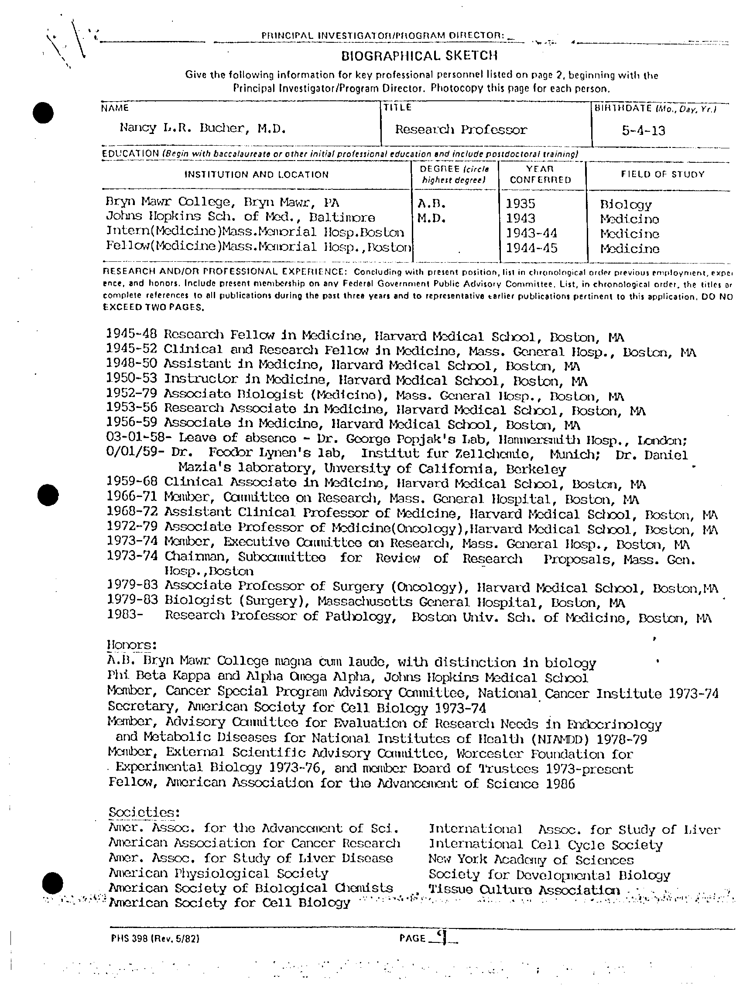 PRINCIPAL INVESTIGATOR/PROGRAM DIRECTOR:
BIOGRAPHICAL SKETCH
Give the following information for key professional personnel listed on page 2, beginning with the
Principal Investigator/Program Director. Photocopy this page for each person.
NAME TITLE BIRTHDATE (Mo., Day, Yr.)
Nancy L.R. Bucher, M.D. Research Professor 5-4-13
EDUCATION (Begin with baccalaureate or other initial professional education and include postdoctoral training)
INSTITUTION AND LOCATION DEGREE (circle highest degree) YEAR CONFERRED FIELD OF STUDY
Bryn Mawr College, Bryn Mawr, PA A.B. 1935 Biology
Johns Hopkins Sch. of Med., Baltimore M.D. 1943 Medicine
Intern(Medicine)Mass.Memorial Hosp.Boston 1943-44 Medicine
Fellow(Medicine)Mass.Memorial Hosp.,Boston 1944-45 Medicine
RESEARCH AND/OR PROFESSIONAL EXPERIENCE: Concluding with present position, list in chronological order previous employment, experi
ence, and honors. Include present membership on any Federal Government Public Advisory Committee. List, in chronological order, the titles ar
complete references to all publications during the past three years and to representative earlier publications pertinent to this application. DO NO
EXCEED TWO PAGES.
1945-48 Research Fellow in Medicine, Harvard Medical School, Boston, MA
1945-52 Clinical and Research Fellow in Medicine, Mass. General Hosp., Boston, MA
1948-50 Assistant in Medicine, Harvard Medical School, Boston, MA
1950-53 Instructor in Medicine, Harvard Medical School, Boston, MA
1952-79 Associate Biologist (Medicine), Mass. General Hosp., Boston, MA
1953-56 Research Associate in Medicine, Harvard Medical School, Boston, MA
1956-59 Associate in Medicine, Harvard Medical School, Boston, MA
03-01-58- Leave of absence - Dr. George Popjak's Lab, Hammersmith Hosp., London;
0/01/59- Dr. Feodor Lynen's lab, Institut fur Zellchemie, Munich; Dr. Daniel
Mazia's laboratory, University of California, Berkeley
1959-68 Clinical Associate in Medicine, Harvard Medical School, Boston, MA
1966-71 Member, Committee on Research, Mass. General Hospital, Boston, MA
1968-72 Assistant Clinical Professor of Medicine, Harvard Medical School, Boston, MA
1972-79 Associate Professor of Medicine(Oncology),Harvard Medical School, Boston, MA
1973-74 Member, Executive Committee on Research, Mass. General Hosp., Boston, MA
1973-74 Chairman, Subcommittee for Review of Research Proposals, Mass. Gen.
Hosp.,Boston
1979-83 Associate Professor of Surgery (Oncology), Harvard Medical School, Boston,MA
1979-83 Biologist (Surgery), Massachusetts General Hospital, Boston, MA
1983- Research Professor of Pathology, Boston Univ. Sch. of Medicine, Boston, MA
Honors:
A.B. Bryn Mawr College magna cum laude, with distinction in biology
Phi Beta Kappa and Alpha Omega Alpha, Johns Hopkins Medical School
Member, Cancer Special Program Advisory Committee, National Cancer Institute 1973-74
Secretary, American Society for Cell Biology 1973-74
Member, Advisory Committee for Evaluation of Research Needs in Endocrinology
and Metabolic Diseases for National Institutes of Health (NIAMDD) 1978-79
Member, External Scientific Advisory Committee, Worcester Foundation for
Experimental Biology 1973-76, and member Board of Trustees 1973-present
Fellow, American Association for the Advancement of Science 1986
Societies:
Amer. Assoc. for the Advancement of Sci. International Assoc. for Study of Liver
American Association for Cancer Research International Cell Cycle Society
Amer. Assoc. for Study of Liver Disease New York Academy of Sciences
American Physiological Society Society for Developmental Biology
American Society of Biological Chemists Tissue Culture Association
American Society for Cell Biology
PHS 398 (Rev. 5/82) PAGE 9